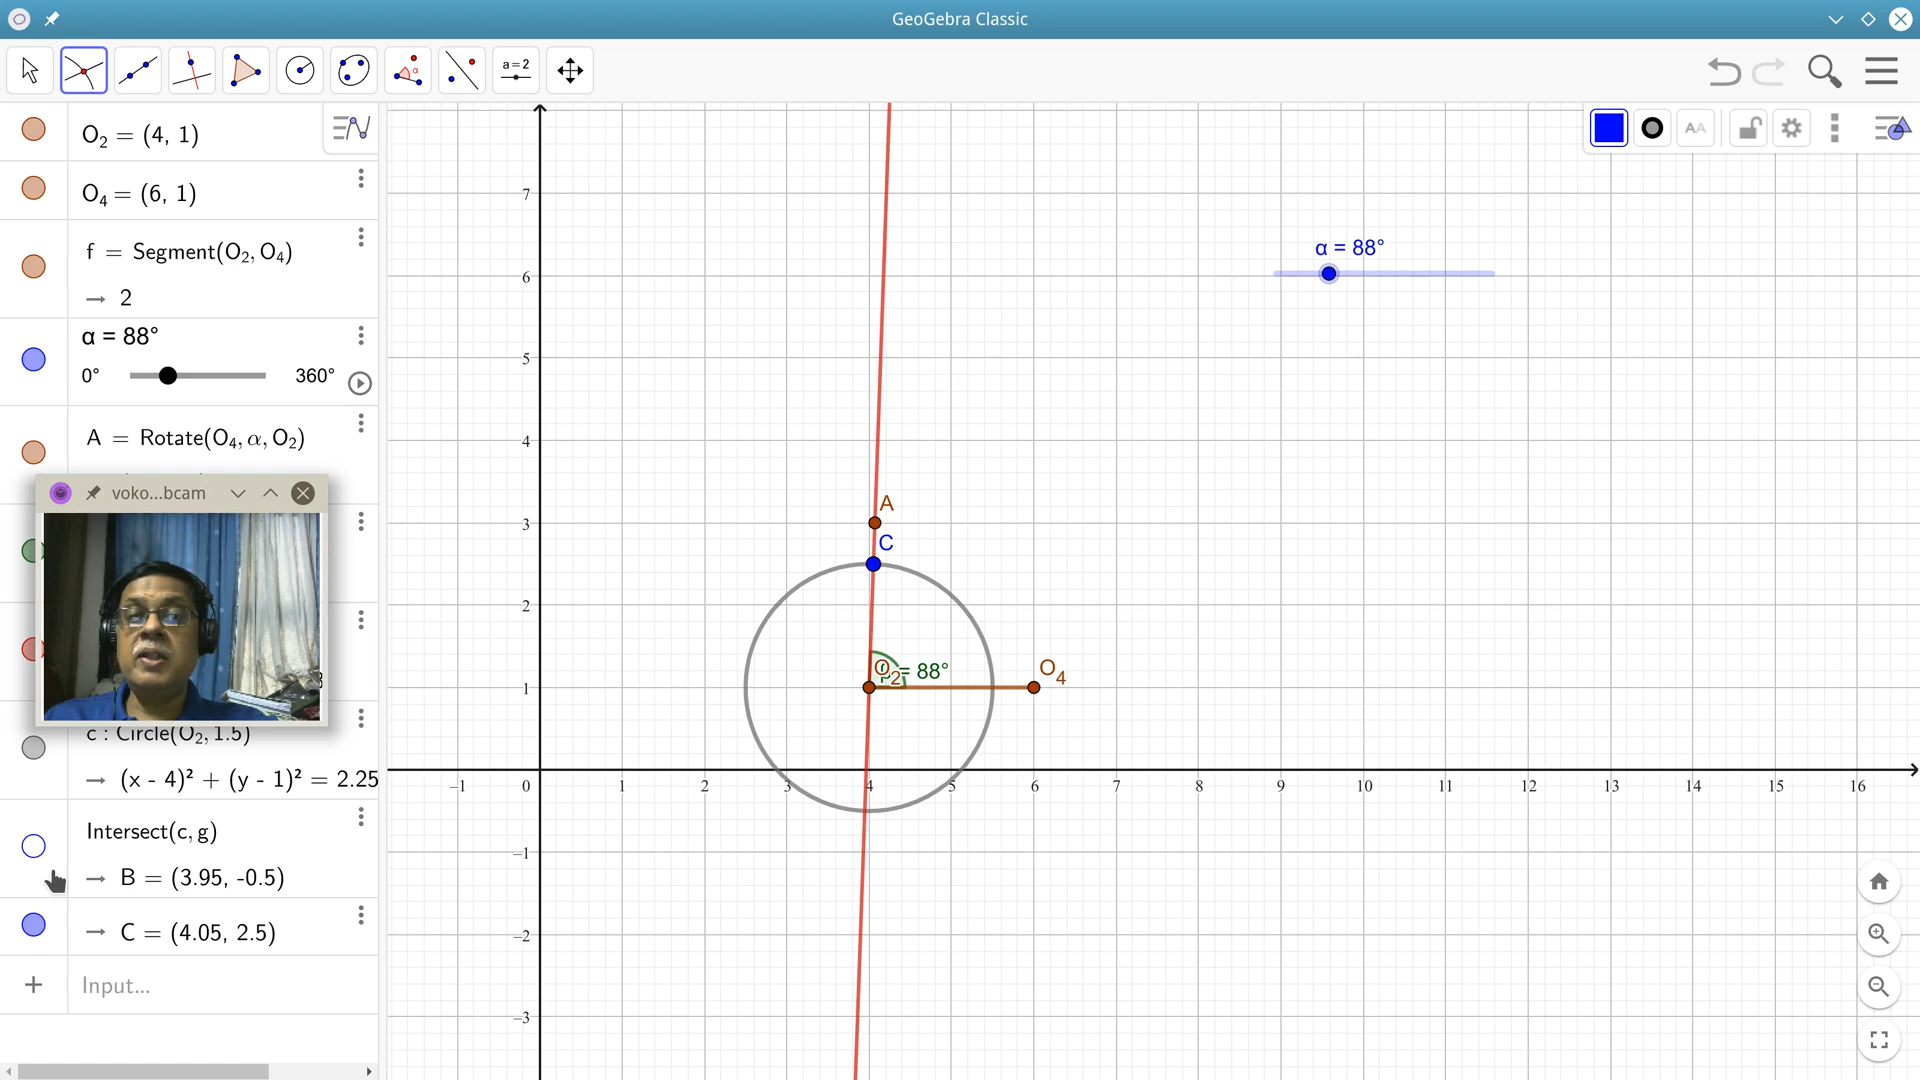 GeoGebra Classic
a = 2
AA
O2 = (4, 1)
O4 = (6, 1)
f = Segment(O2, O4)
→ 2
α = 88°
0°
360°
A = Rotate(O4, α, O2)
voko...bcam
c : Circle(O2, 1.5)
→ (x - 4)² + (y - 1)² = 2.25
Intersect(c, g)
→ B = (3.95, -0.5)
→ C = (4.05, 2.5)
+ Input...
α = 88°
A
C
O2
= 88°
O4
7
6
5
4
3
2
1
−1 0 1 2 3 4 5 6 7 8 9 10 11 12 13 14 15 16
−1
−2
−3